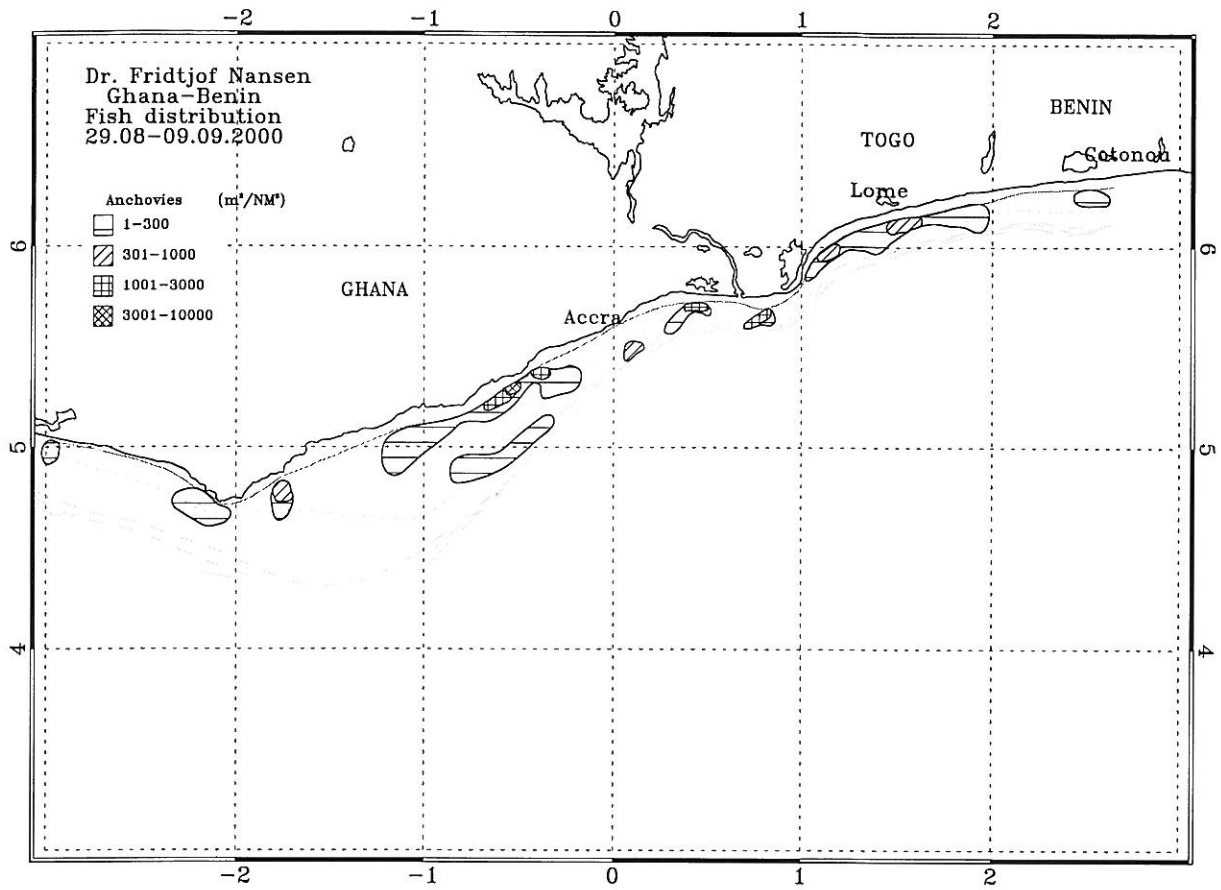 -2 -1 0 1 2
Dr. Fridtjof Nansen
Ghana-Benin
Fish distribution
29.08-09.09.2000
Anchovies (m²/NM²)
1-300
301-1000
1001-3000
3001-10000
BENIN
TOGO
Cotonou
Lome
GHANA
Accra
6 6
5 5
4 4
-2 -1 0 1 2